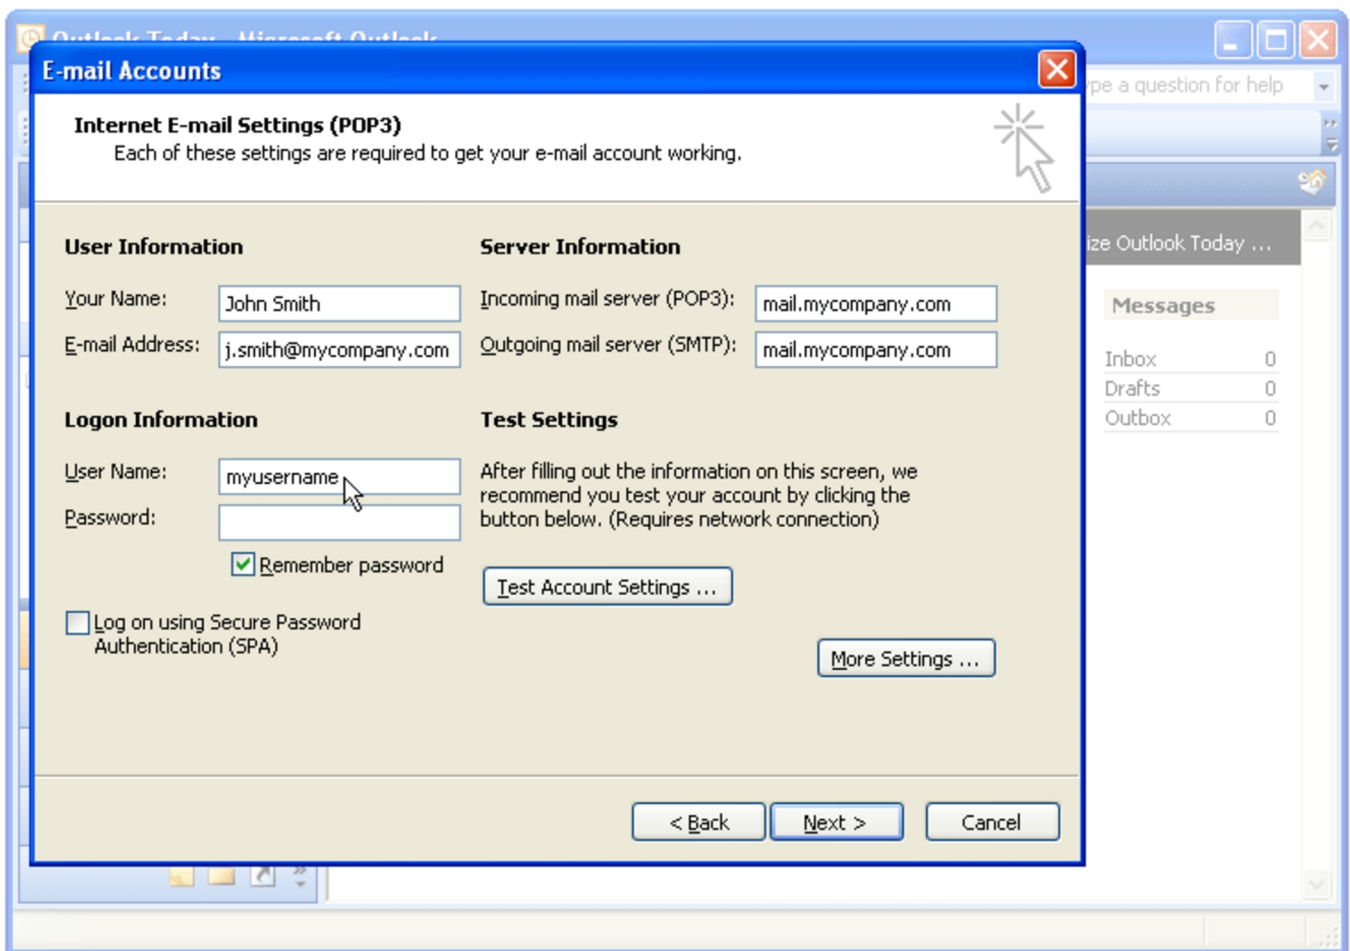 Outlook Today - Microsoft Outlook
E-mail Accounts
pe a question for help
Internet E-mail Settings (POP3)
Each of these settings are required to get your e-mail account working.
ize Outlook Today ...
User Information
Your Name:
John Smith
E-mail Address:
j.smith@mycompany.com
Server Information
Incoming mail server (POP3):
mail.mycompany.com
Outgoing mail server (SMTP):
mail.mycompany.com
Logon Information
User Name:
myusername
Password:
Remember password
Log on using Secure Password
Authentication (SPA)
Test Settings
After filling out the information on this screen, we
recommend you test your account by clicking the
button below. (Requires network connection)
Test Account Settings ...
More Settings ...
< Back
Next >
Cancel
Messages
Inbox 0
Drafts 0
Outbox 0